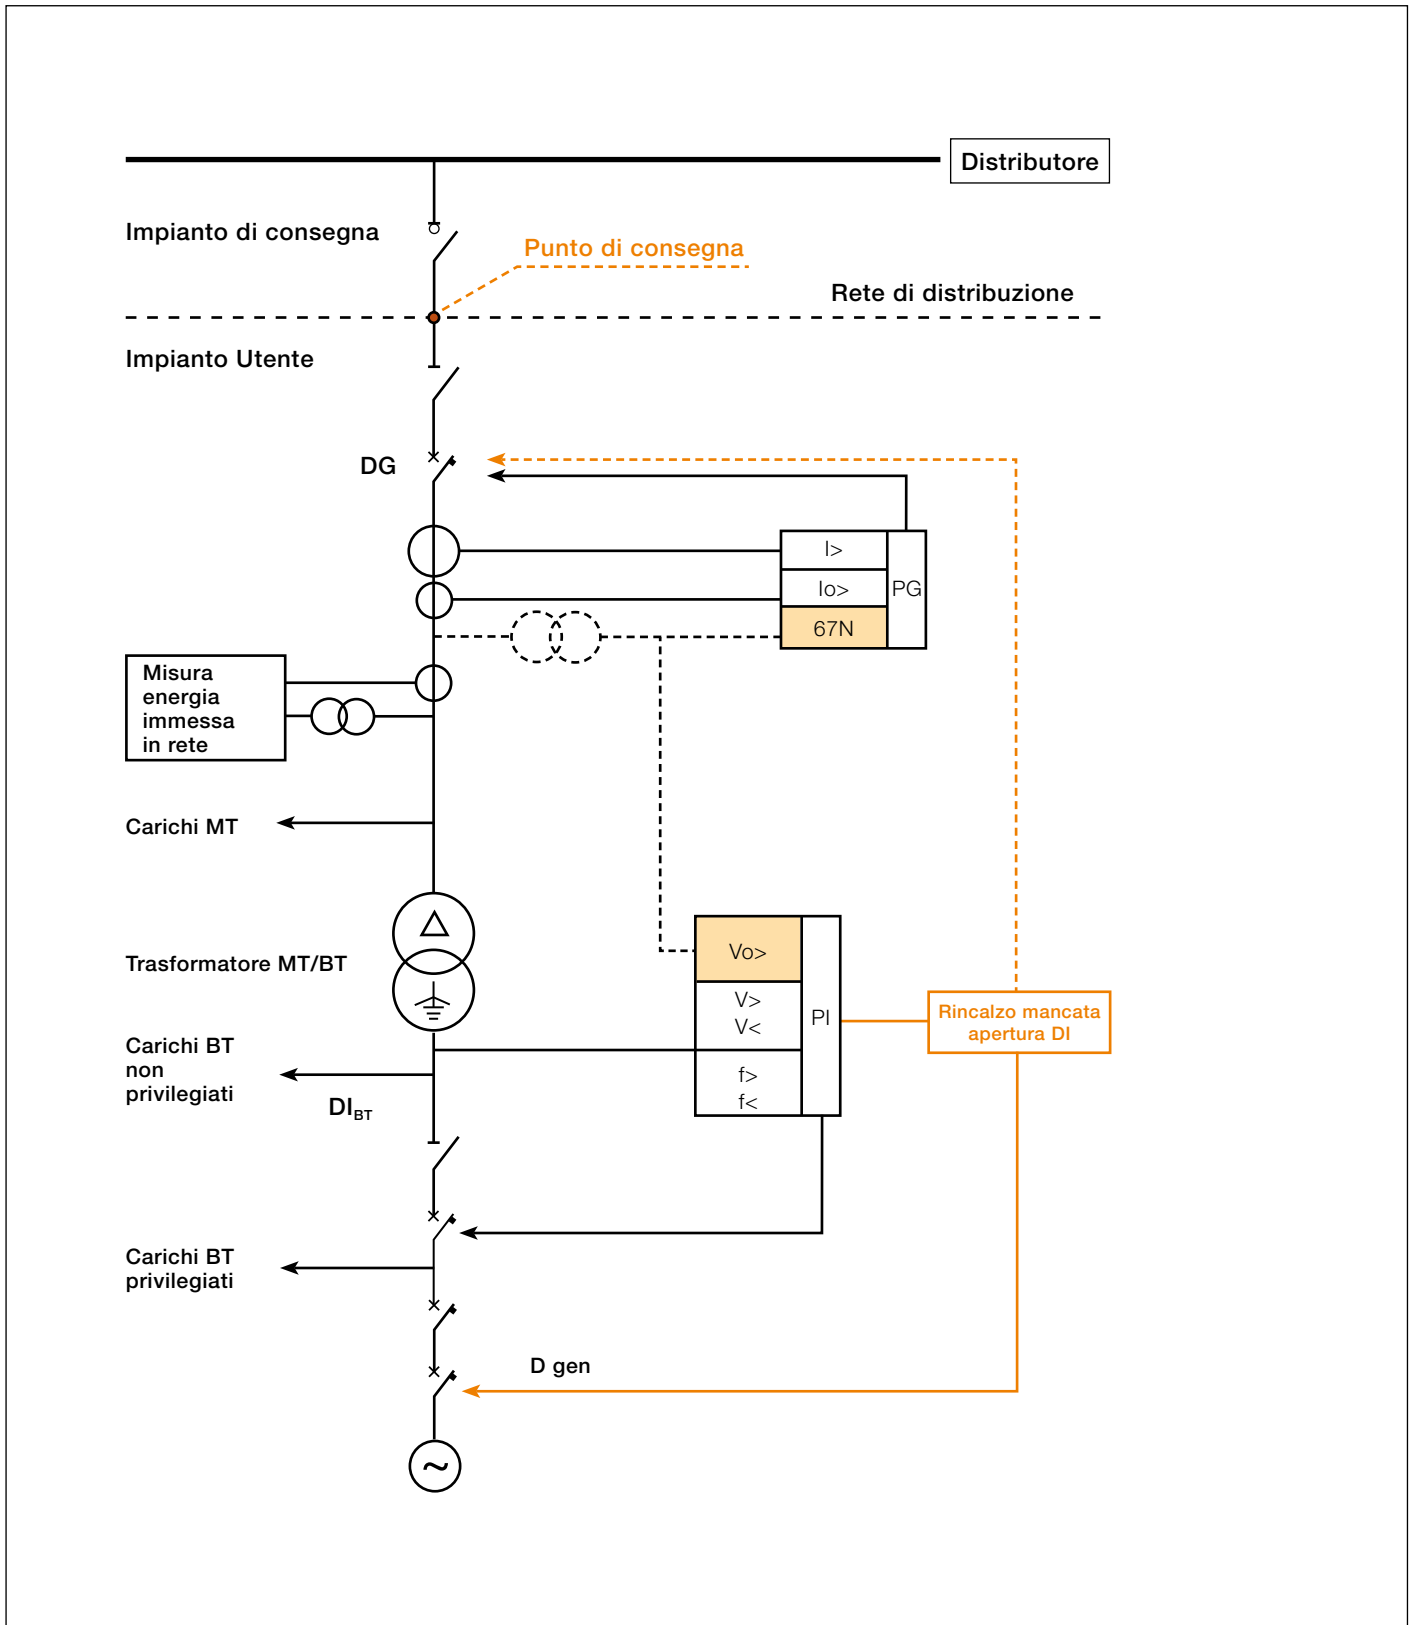 Distributore
Impianto di consegna
Punto di consegna
Rete di distribuzione
Impianto Utente
DG
I>
Io>
67N
PG
Misura
energia
immessa
in rete
Carichi MT
Trasformatore MT/BT
Vo>
V>
V<
f>
f<
PI
Rincalzo mancata
apertura DI
Carichi BT
non
privilegiati
DIBT
Carichi BT
privilegiati
D gen
~